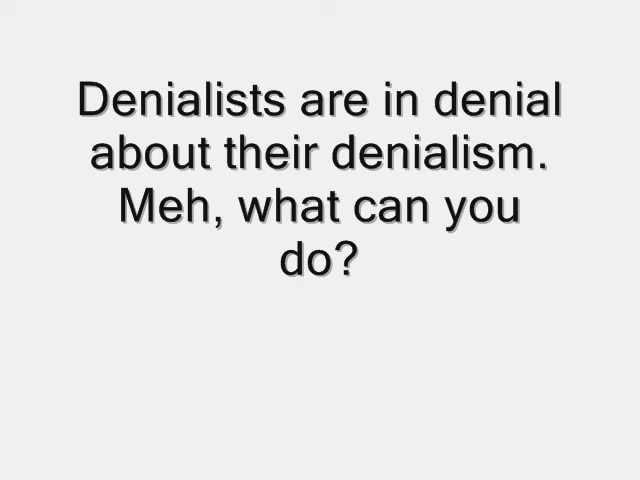 Denialists are in denial
about their denialism.
Meh, what can you
do?